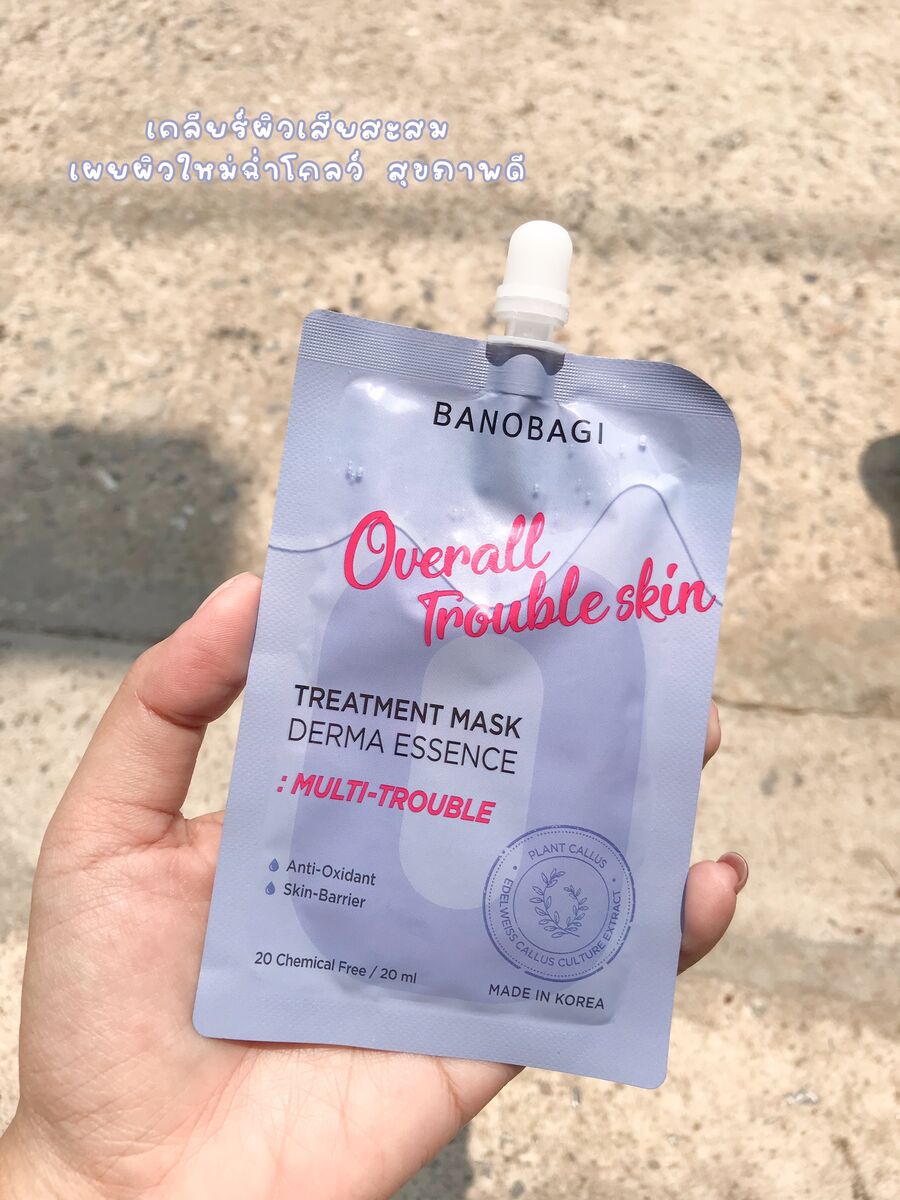 เคลียร์ผิวเสียสะสม
เผยผิวใหม่ฉ่ำโกลว์ สุขภาพดี
BANOBAGI
Overall
Trouble skin
TREATMENT MASK
DERMA ESSENCE
: MULTI-TROUBLE
Anti-Oxidant
Skin-Barrier
PLANT CALLUS
EDELWEISS CALLUS CULTURE EXTRACT
20 Chemical Free / 20 ml
MADE IN KOREA